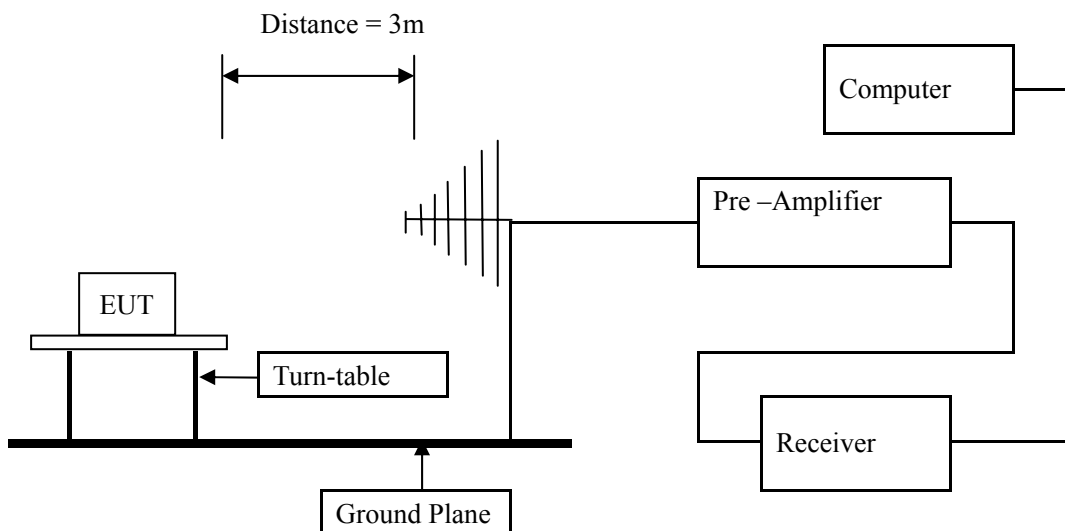 Distance = 3m
Computer
Pre –Amplifier
EUT
Turn-table
Receiver
Ground Plane